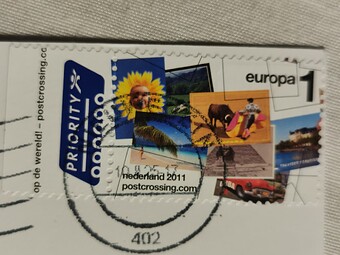 op de wereld! – postcrossing.co
PRIORITY
europa 1
nederland 2011
postcrossing.com
402